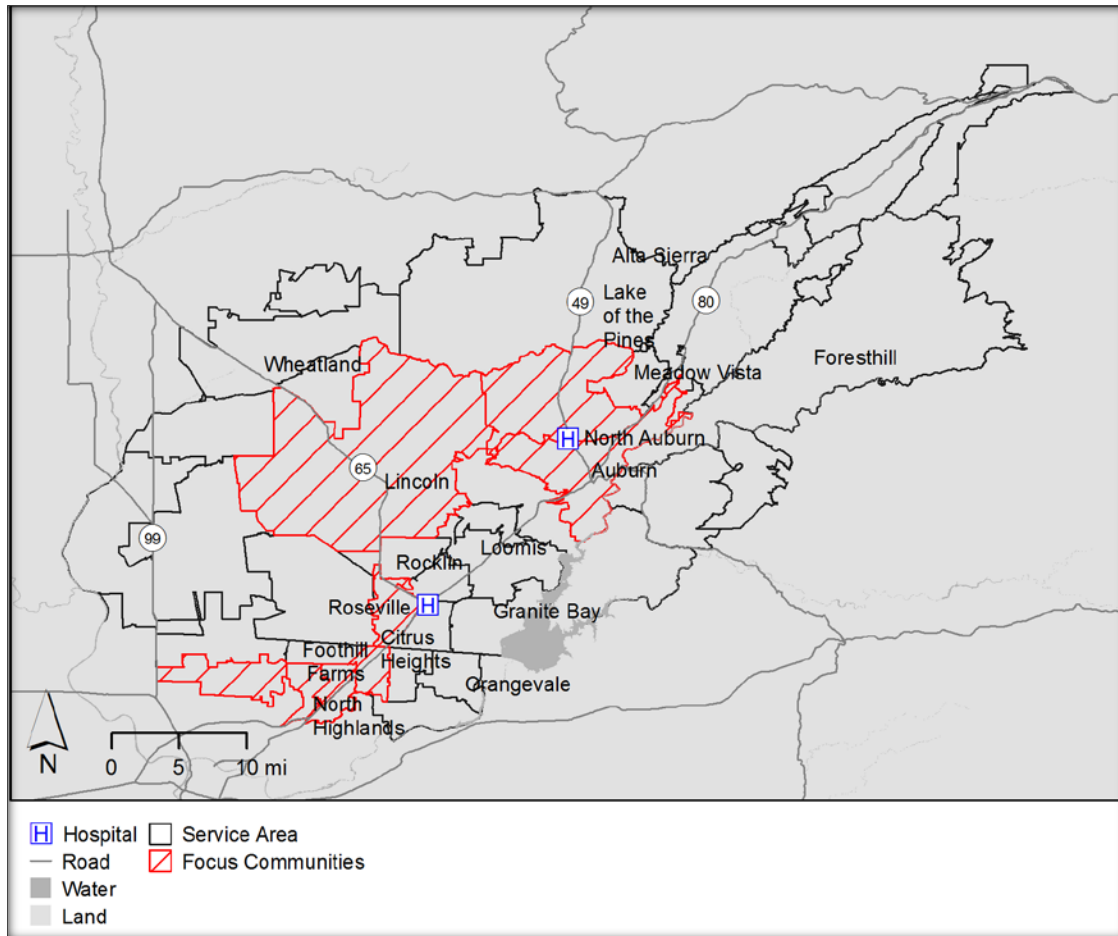 Alta Sierra
49
80
Lake
of the
Pines
Wheatland
Foresthill
Meadow Vista
H
North Auburn
Auburn
65
Lincoln
99
Loomis
Rocklin
Roseville
H
Granite Bay
Foothill
Farms
Citrus
Heights
Orangevale
North
Highlands
N
0 5 10 mi
H Hospital
Service Area
Road
Focus Communities
Water
Land